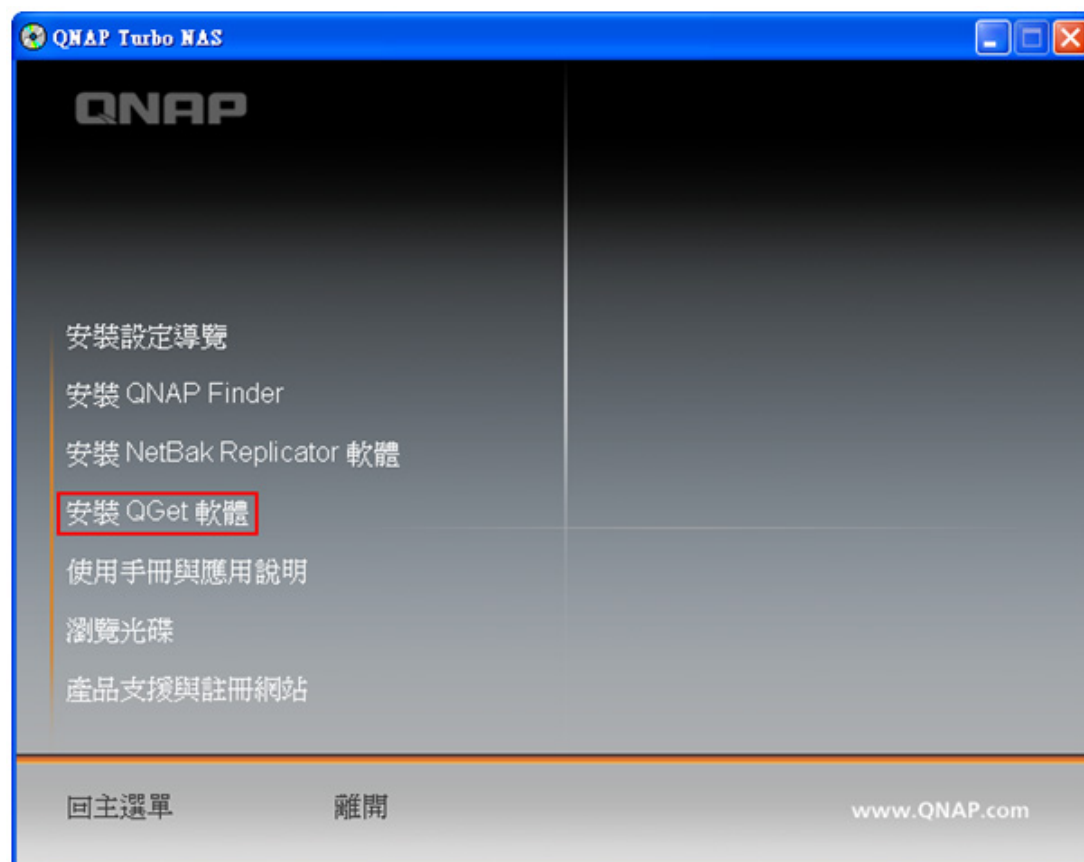 QNAP Turbo NAS
QNAP
安裝設定導覽
安裝 QNAP Finder
安裝 NetBak Replicator 軟體
安裝 QGet 軟體
使用手冊與應用說明
瀏覽光碟
產品支援與註冊網站
回主選單 離開 www.QNAP.com